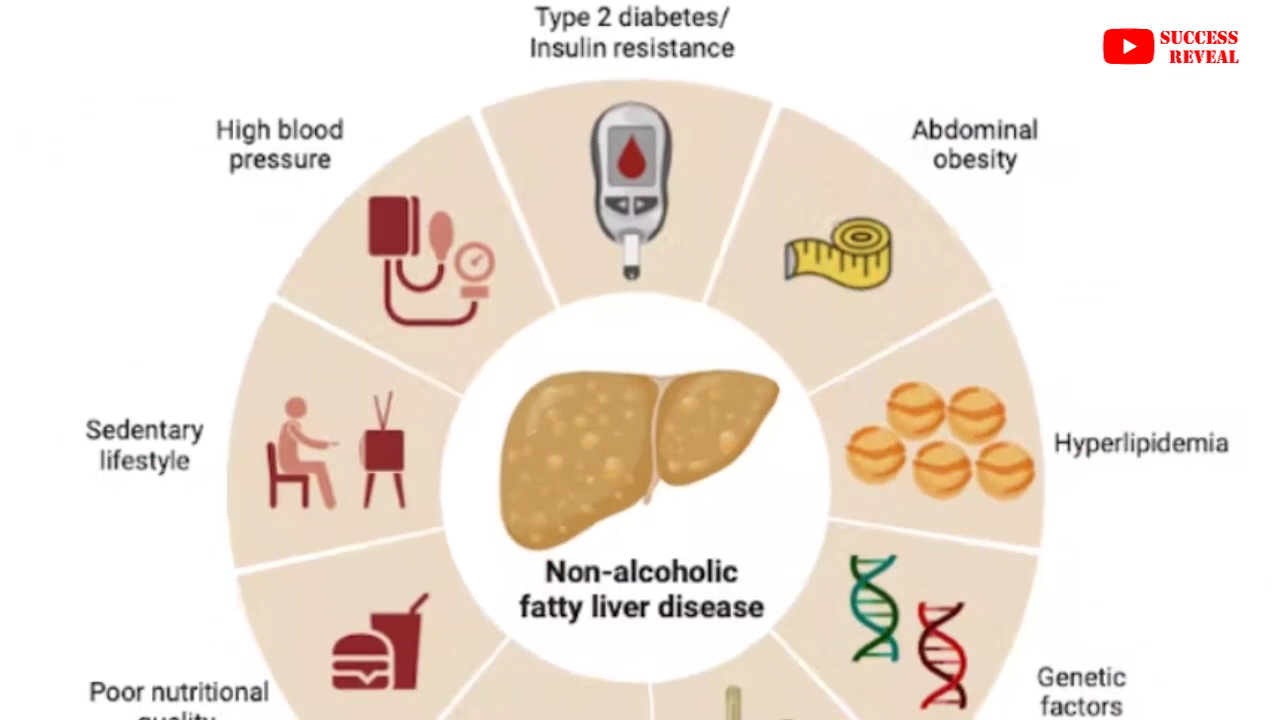 Type 2 diabetes/
Insulin resistance
SUCCESS
REVEAL
High blood
pressure
Abdominal
obesity
Sedentary
lifestyle
Hyperlipidemia
Non-alcoholic
fatty liver disease
Poor nutritional
quality
Genetic
factors